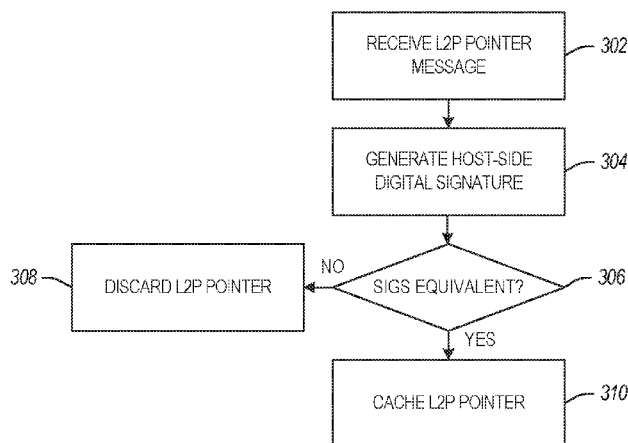 RECEIVE L2P POINTER
MESSAGE
302
GENERATE HOST-SIDE
DIGITAL SIGNATURE
304
308
DISCARD L2P POINTER
NO
SIGS EQUIVALENT?
306
YES
CACHE L2P POINTER
310